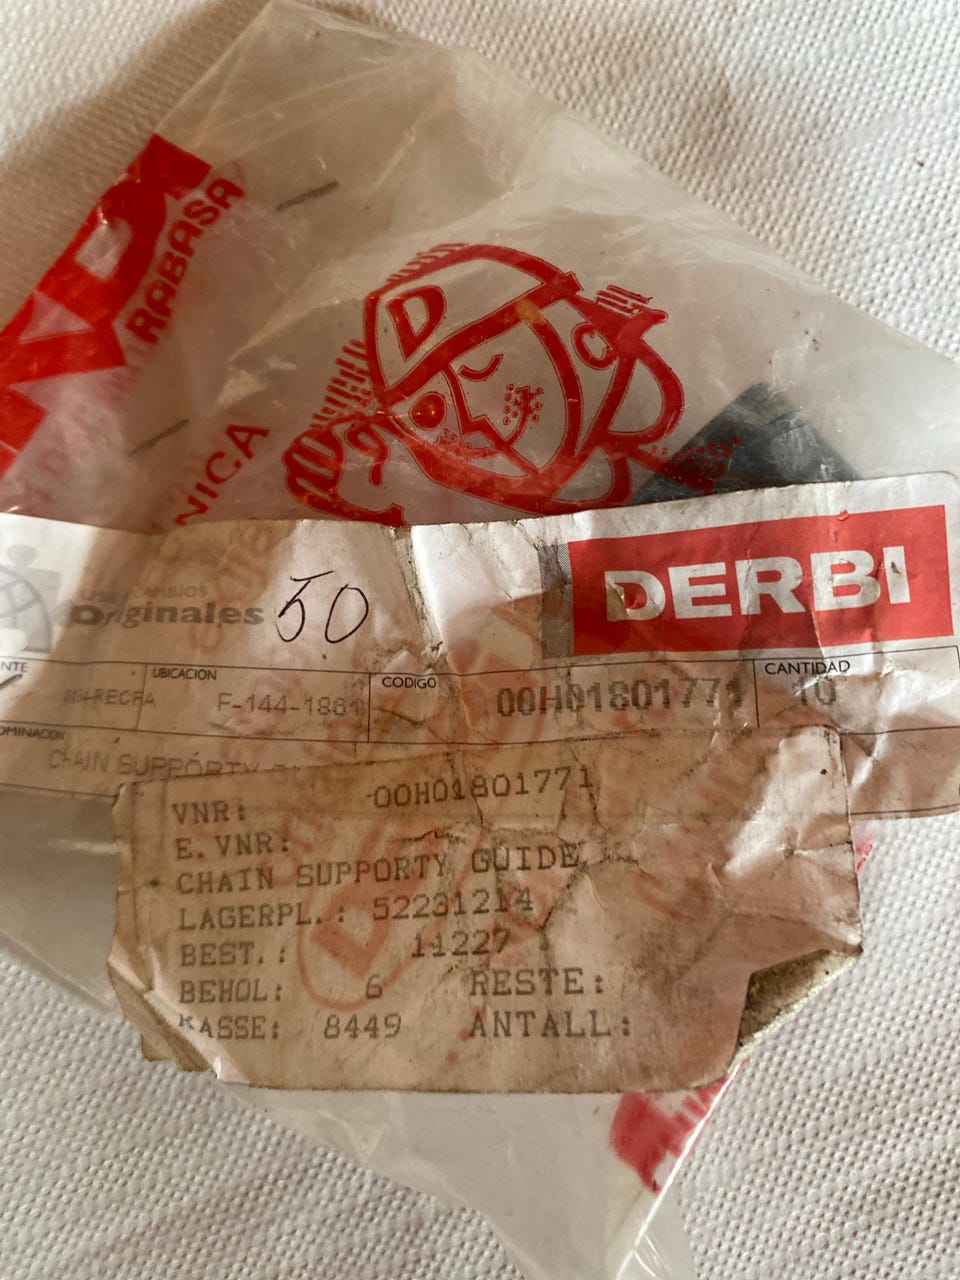 RABASA
NICA
D
DERBI
CAMBIOS
Originales
50
UBICACION
CODIGO
CANTIDAD
F-144-1881
00H01801771
10
CHAIN SUPPORTY
VNR: 00H01801771
E.VNR:
CHAIN SUPPORTY GUIDE
LAGERPL.: 52231214
BEST.: 11227
BEHOL: 6 RESTE:
KASSE: 8449 ANTALL: